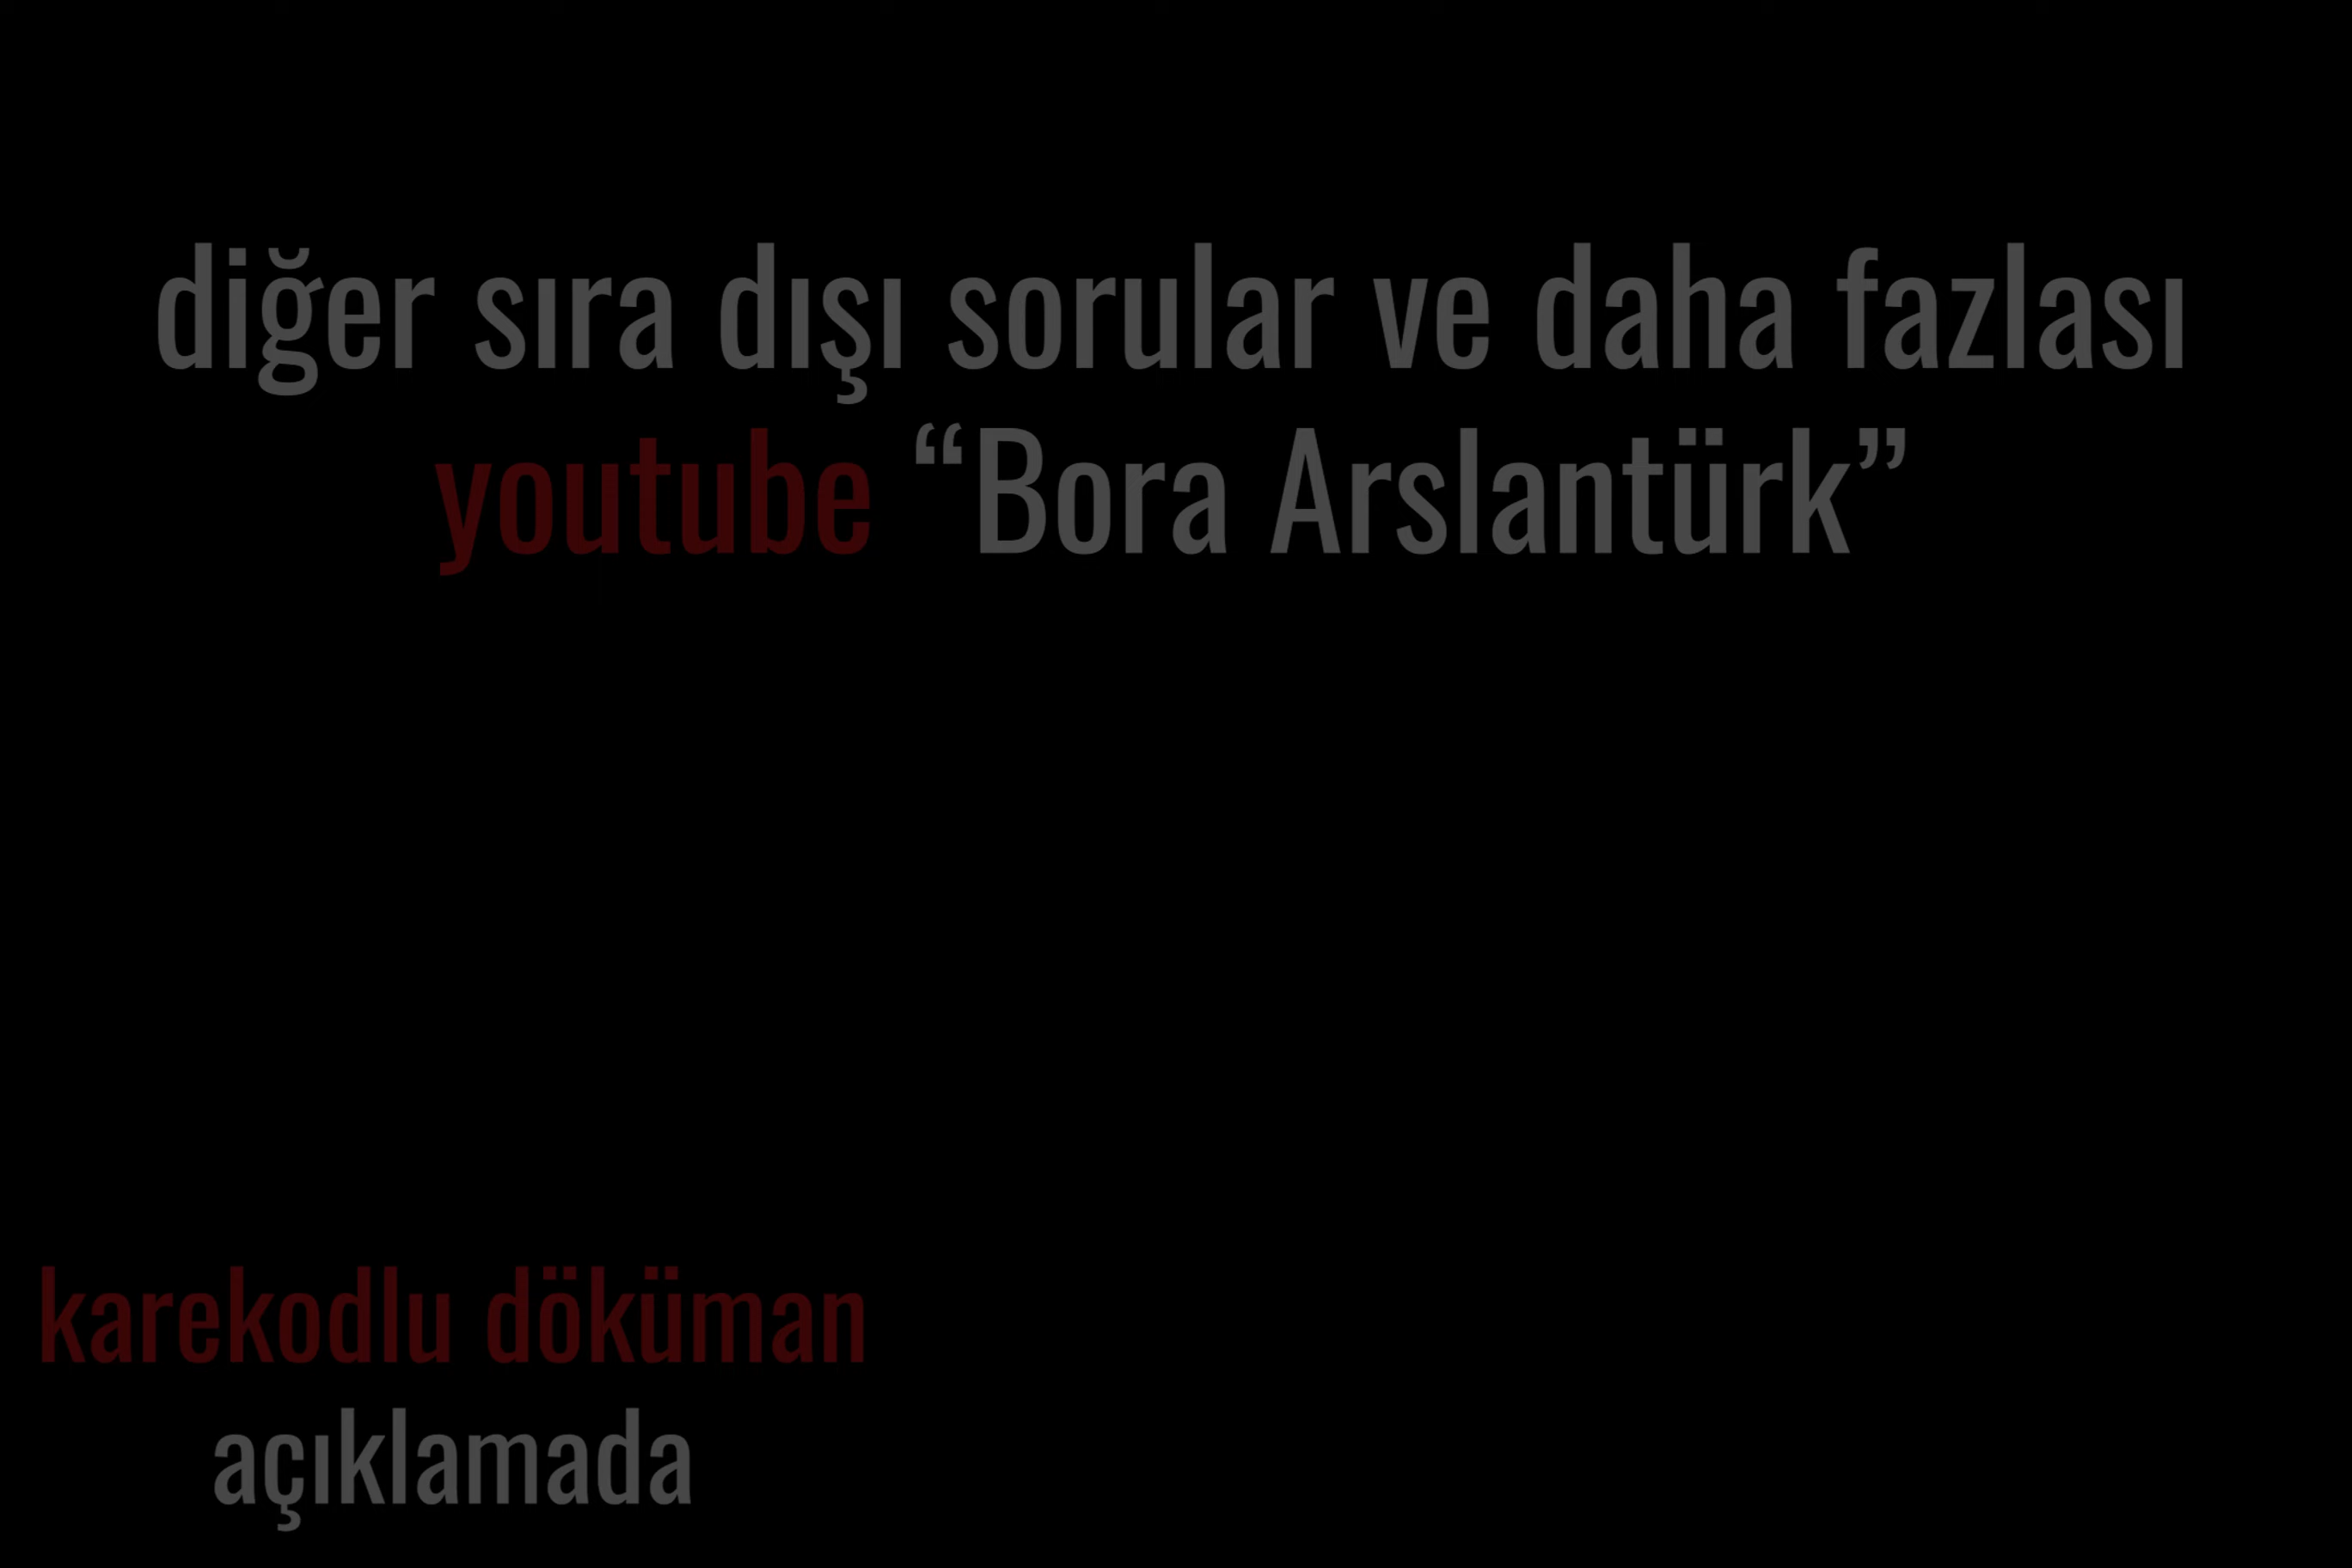 diğer sıra dışı sorular ve daha fazlası
youtube “Bora Arslantürk”
karekodlu döküman
açıklamada